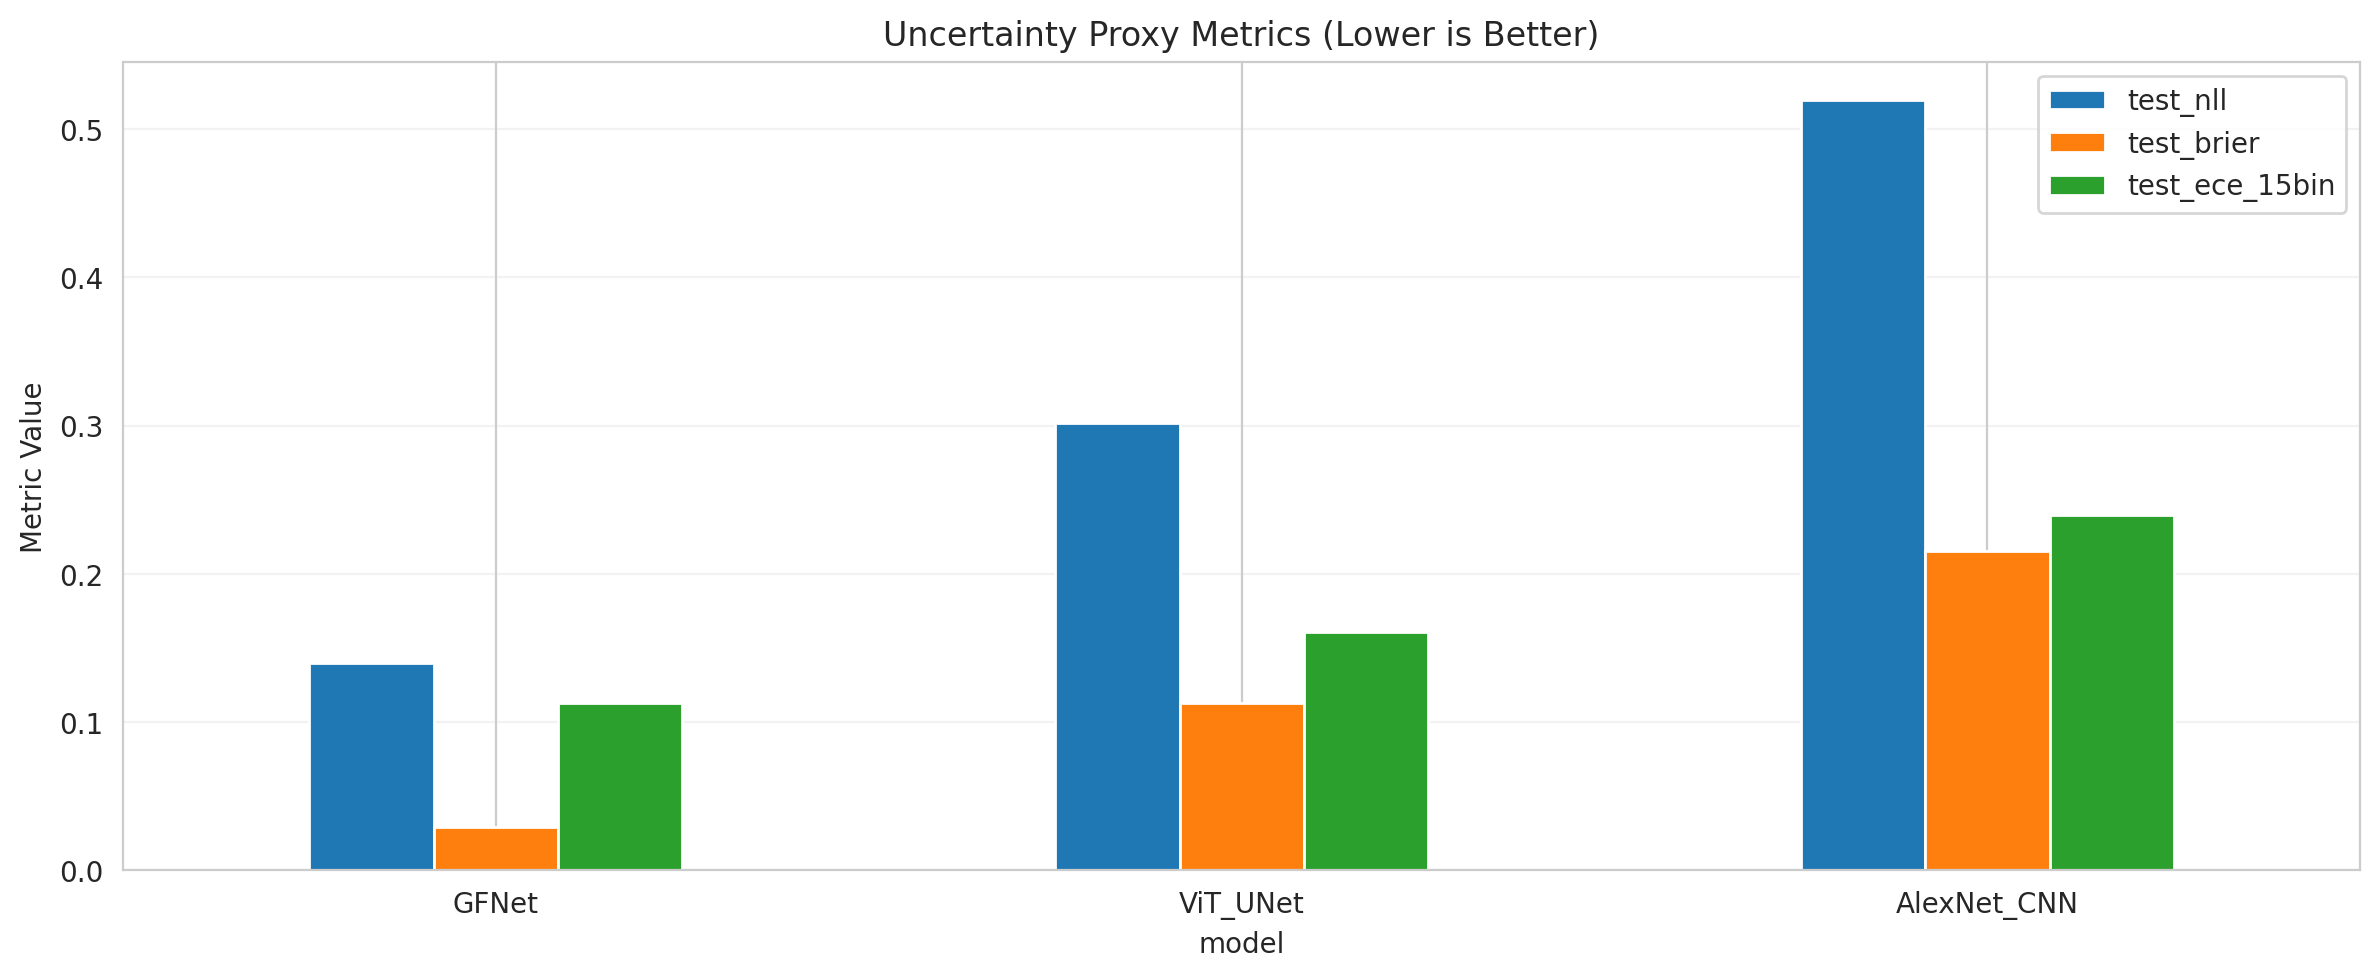 Uncertainty Proxy Metrics (Lower is Better)
test_nll
test_brier
test_ece_15bin
Metric Value
0.5
0.4
0.3
0.2
0.1
0.0
GFNet
ViT_UNet
AlexNet_CNN
model